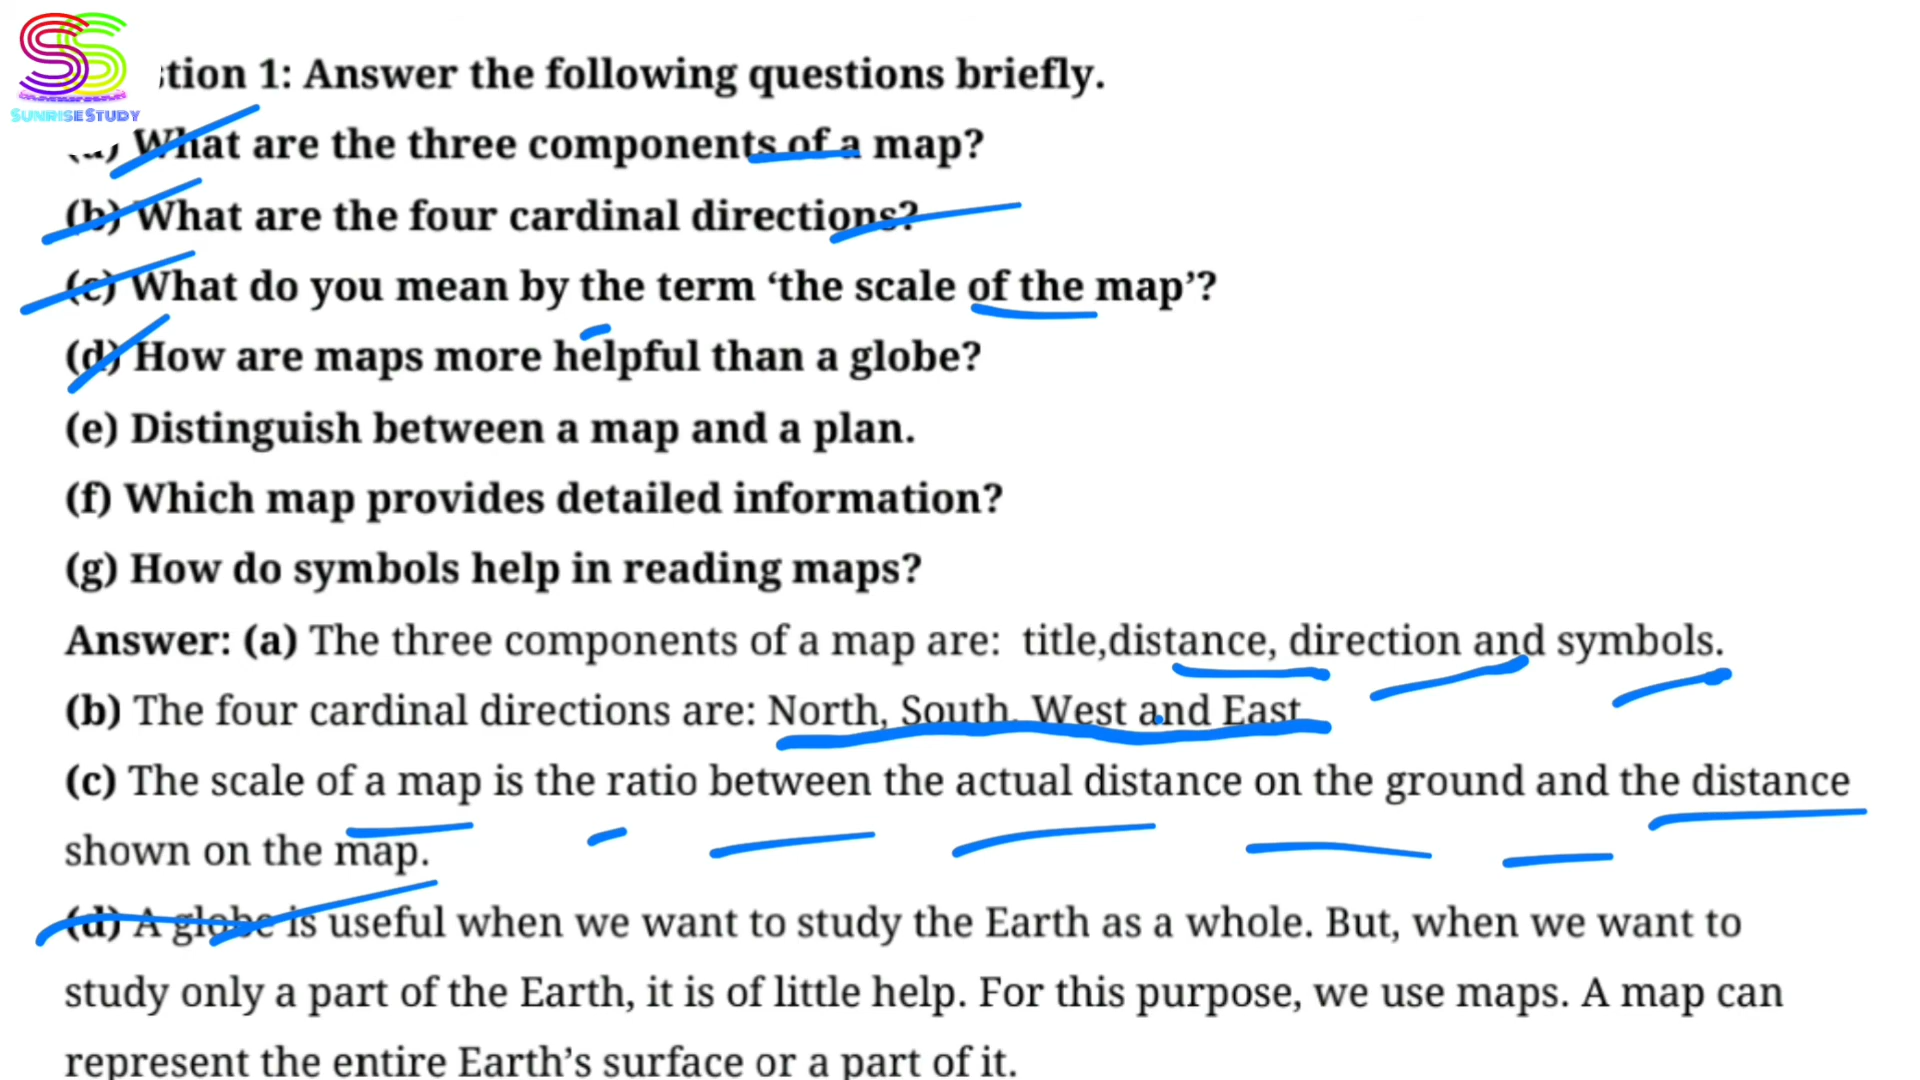 SS
SUNRISESTUDY
stion 1: Answer the following questions briefly.
(a) What are the three components of a map?
(b) What are the four cardinal directions?
(c) What do you mean by the term ‘the scale of the map’?
(d) How are maps more helpful than a globe?
(e) Distinguish between a map and a plan.
(f) Which map provides detailed information?
(g) How do symbols help in reading maps?
Answer: (a) The three components of a map are:  title,distance, direction and symbols.
(b) The four cardinal directions are: North, South, West and East
(c) The scale of a map is the ratio between the actual distance on the ground and the distance
shown on the map.
(d) A globe is useful when we want to study the Earth as a whole. But, when we want to
study only a part of the Earth, it is of little help. For this purpose, we use maps. A map can
represent the entire Earth’s surface or a part of it.